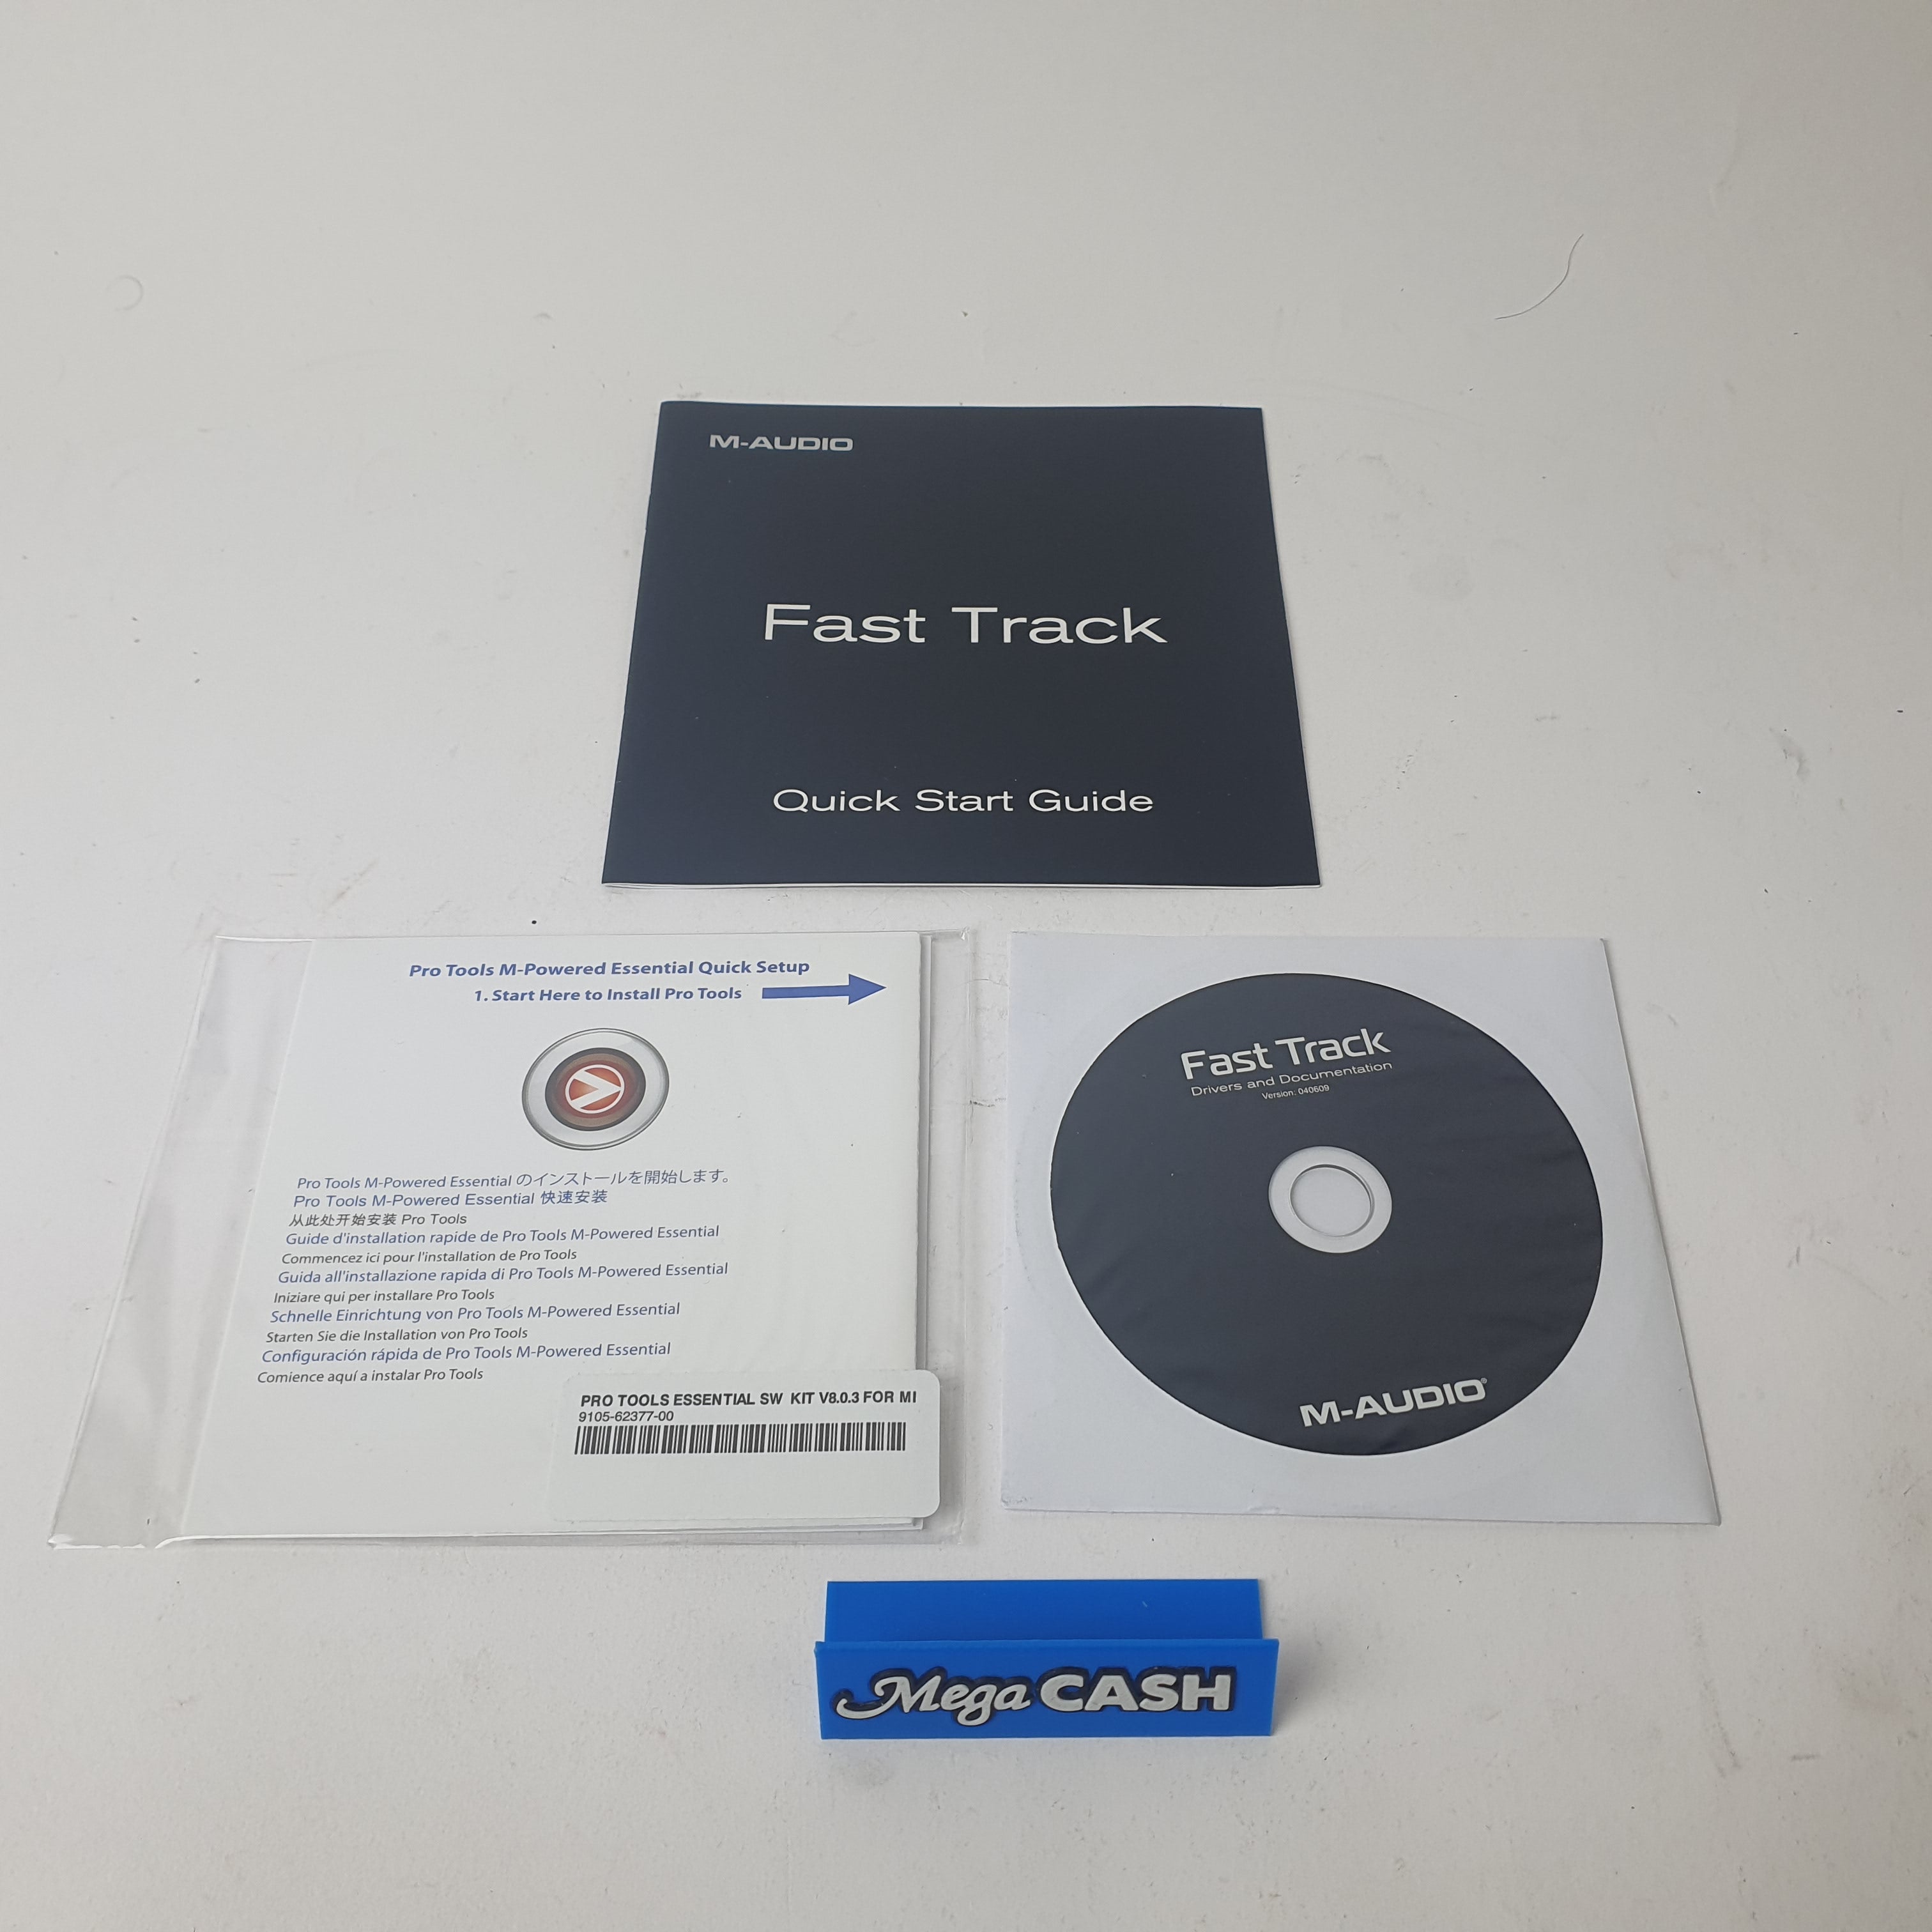 M-AUDIO
Fast Track
Quick Start Guide
Pro Tools M-Powered Essential Quick Setup
1. Start Here to Install Pro Tools
Pro Tools M-Powered Essential のインストールを開始します。
Pro Tools M-Powered Essential 快速安装
从此处开始安装 Pro Tools
Guide d'installation rapide de Pro Tools M-Powered Essential
Commencez ici pour l'installation de Pro Tools
Guida all'installazione rapida di Pro Tools M-Powered Essential
Iniziare qui per installare Pro Tools
Schnelle Einrichtung von Pro Tools M-Powered Essential
Starten Sie die Installation von Pro Tools
Configuración rápida de Pro Tools M-Powered Essential
Comience aquí a instalar Pro Tools
PRO TOOLS ESSENTIAL SW KIT V8.0.3 FOR MI
9105-62377-00
Fast Track
Drivers and Documentation
Version: 040609
M-AUDIO®
Mega CASH